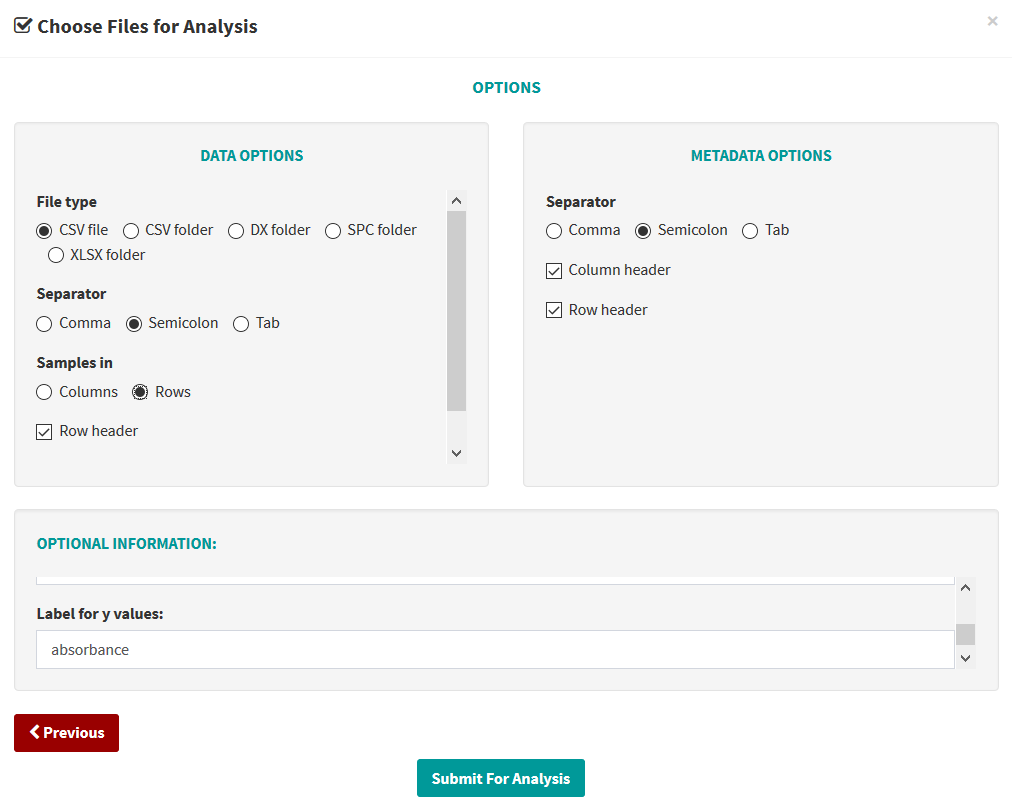 Choose Files for Analysis
×
OPTIONS
DATA OPTIONS
File type
CSV file CSV folder DX folder SPC folder
XLSX folder
Separator
Comma Semicolon Tab
Samples in
Columns Rows
Row header
METADATA OPTIONS
Separator
Comma Semicolon Tab
Column header
Row header
OPTIONAL INFORMATION:
Label for y values:
absorbance
Previous
Submit For Analysis